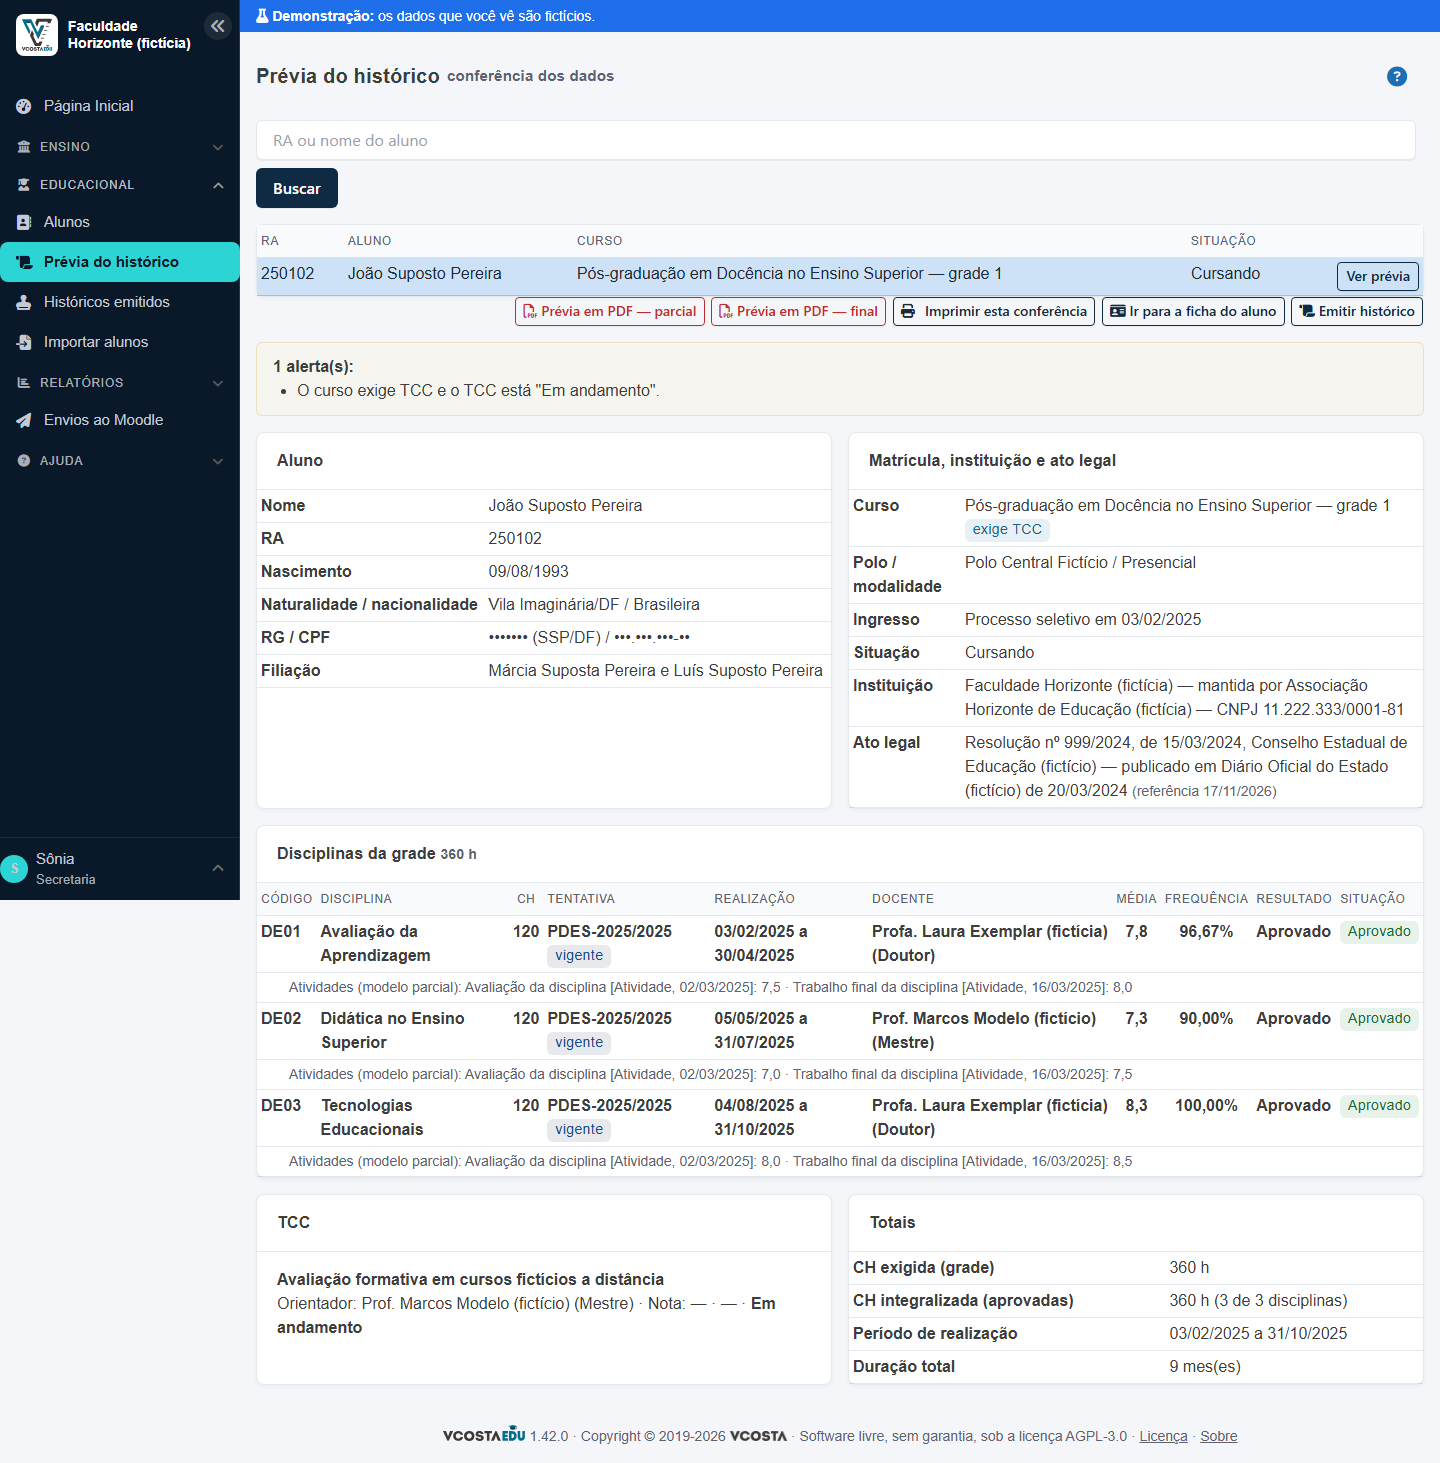 Faculdade
Horizonte (fictícia)
VCOSTAEDU
Demonstração: os dados que você vê são fictícios.
Página Inicial
ENSINO
EDUCACIONAL
Alunos
Prévia do histórico
Históricos emitidos
Importar alunos
RELATÓRIOS
Envios ao Moodle
AJUDA
S
Sônia
Secretaria
Prévia do histórico conferência dos dados
?
RA ou nome do aluno
Buscar
RA ALUNO CURSO SITUAÇÃO
250102 João Suposto Pereira Pós-graduação em Docência no Ensino Superior — grade 1 Cursando Ver prévia
Prévia em PDF — parcial Prévia em PDF — final Imprimir esta conferência Ir para a ficha do aluno Emitir histórico
1 alerta(s):
• O curso exige TCC e o TCC está "Em andamento".
Aluno
Nome João Suposto Pereira
RA 250102
Nascimento 09/08/1993
Naturalidade / nacionalidade Vila Imaginária/DF / Brasileira
RG / CPF ••••••• (SSP/DF) / •••.•••.•••-••
Filiação Márcia Suposta Pereira e Luís Suposto Pereira
Matrícula, instituição e ato legal
Curso Pós-graduação em Docência no Ensino Superior — grade 1
exige TCC
Polo / Polo Central Fictício / Presencial
modalidade
Ingresso Processo seletivo em 03/02/2025
Situação Cursando
Instituição Faculdade Horizonte (fictícia) — mantida por Associação
Horizonte de Educação (fictícia) — CNPJ 11.222.333/0001-81
Ato legal Resolução nº 999/2024, de 15/03/2024, Conselho Estadual de
Educação (fictício) — publicado em Diário Oficial do Estado
(fictício) de 20/03/2024 (referência 17/11/2026)
Disciplinas da grade 360 h
CÓDIGO DISCIPLINA CH TENTATIVA REALIZAÇÃO DOCENTE MÉDIA FREQUÊNCIA RESULTADO SITUAÇÃO
DE01 Avaliação da 120 PDES-2025/2025 03/02/2025 a Profa. Laura Exemplar (fictícia) 7,8 96,67% Aprovado Aprovado
Aprendizagem vigente 30/04/2025 (Doutor)
Atividades (modelo parcial): Avaliação da disciplina [Atividade, 02/03/2025]: 7,5 · Trabalho final da disciplina [Atividade, 16/03/2025]: 8,0
DE02 Didática no Ensino 120 PDES-2025/2025 05/05/2025 a Prof. Marcos Modelo (fictício) 7,3 90,00% Aprovado Aprovado
Superior vigente 31/07/2025 (Mestre)
Atividades (modelo parcial): Avaliação da disciplina [Atividade, 02/03/2025]: 7,0 · Trabalho final da disciplina [Atividade, 16/03/2025]: 7,5
DE03 Tecnologias 120 PDES-2025/2025 04/08/2025 a Profa. Laura Exemplar (fictícia) 8,3 100,00% Aprovado Aprovado
Educacionais vigente 31/10/2025 (Doutor)
Atividades (modelo parcial): Avaliação da disciplina [Atividade, 02/03/2025]: 8,0 · Trabalho final da disciplina [Atividade, 16/03/2025]: 8,5
TCC
Avaliação formativa em cursos fictícios a distância
Orientador: Prof. Marcos Modelo (fictício) (Mestre) · Nota: — · — · Em
andamento
Totais
CH exigida (grade) 360 h
CH integralizada (aprovadas) 360 h (3 de 3 disciplinas)
Período de realização 03/02/2025 a 31/10/2025
Duração total 9 mes(es)
VCOSTAEDU 1.42.0 · Copyright © 2019-2026 VCOSTA · Software livre, sem garantia, sob a licença AGPL-3.0 · Licença · Sobre